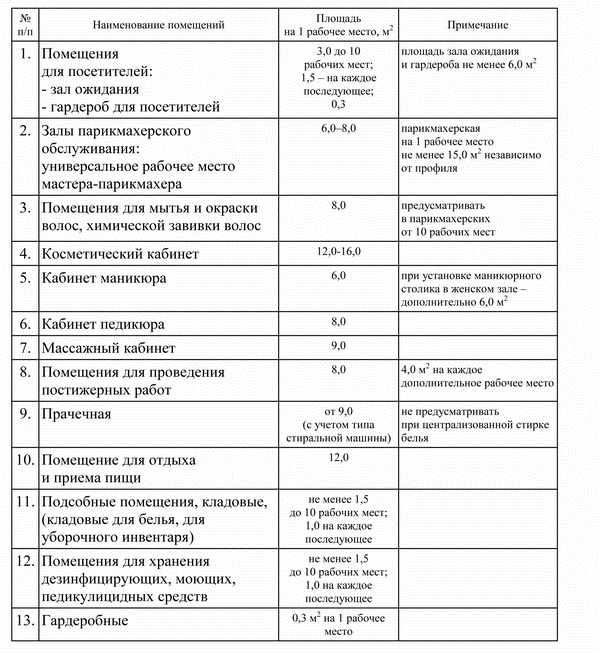 №
п/п
Наименование помещений
Площадь
на 1 рабочее место, м²
Примечание
1.
Помещения
для посетителей:
- зал ожидания
- гардероб для посетителей
3,0 до 10
рабочих мест;
1,5 – на каждое
последующее;
0,3
площадь зала ожидания
и гардероба не менее 6,0 м²
2.
Залы парикмахерского
обслуживания:
универсальное рабочее место
мастера-парикмахера
6,0–8,0
парикмахерская
на 1 рабочее место
не менее 15,0 м² независимо
от профиля
3.
Помещения для мытья и окраски
волос, химической завивки волос
8,0
предусматривать
в парикмахерских
от 10 рабочих мест
4.
Косметический кабинет
12,0-16,0
5.
Кабинет маникюра
6,0
при установке маникюрного
столика в женском зале –
дополнительно 6,0 м²
6.
Кабинет педикюра
8,0
7.
Массажный кабинет
9,0
8.
Помещения для проведения
постижерных работ
8,0
4,0 м² на каждое
дополнительное рабочее место
9.
Прачечная
от 9,0
(с учетом типа
стиральной машины)
не предусматривать
при централизованной стирке
белья
10.
Помещение для отдыха
и приема пищи
12,0
11.
Подсобные помещения, кладовые,
(кладовые для белья, для
уборочного инвентаря)
не менее 1,5
до 10 рабочих мест;
1,0 на каждое
последующее
12.
Помещения для хранения
дезинфицирующих, моющих,
педикулицидных средств
не менее 1,5
до 10 рабочих мест;
1,0 на каждое
последующее
13.
Гардеробные
0,3 м² на 1 рабочее
место